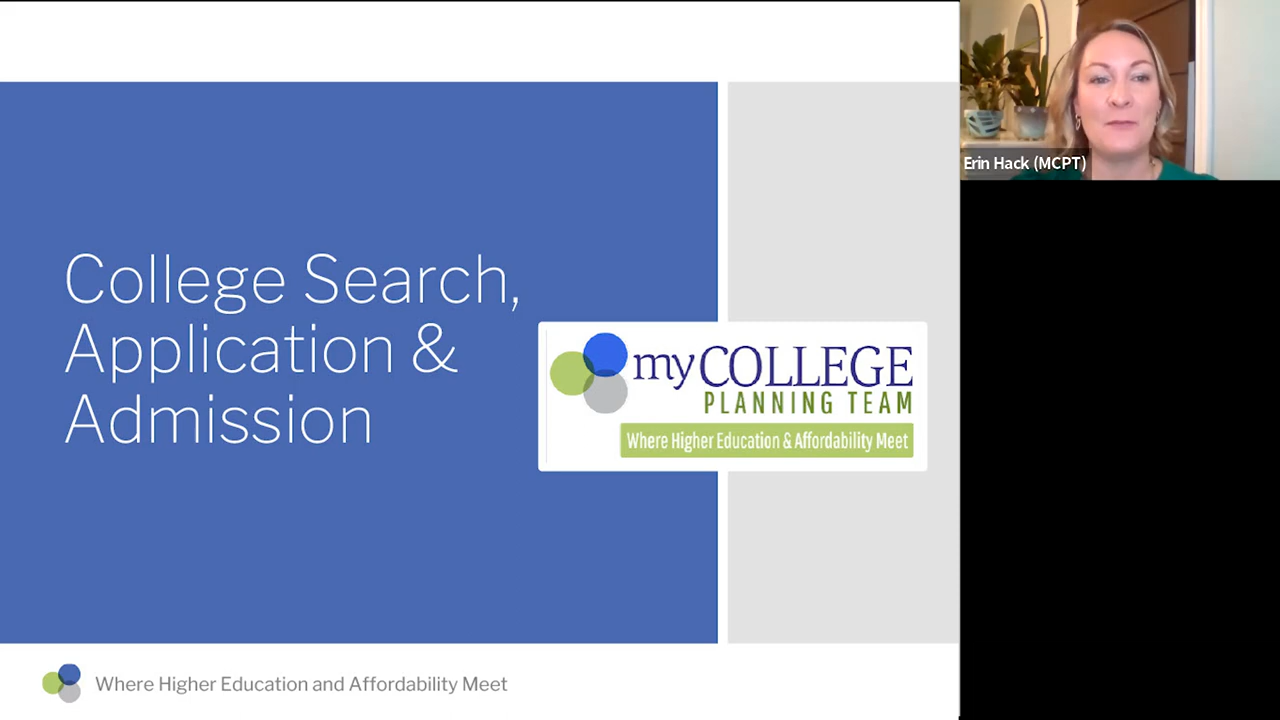 College Search,
Application &
Admission
myCOLLEGE
PLANNING TEAM
Where Higher Education & Affordability Meet
Where Higher Education and Affordability Meet
Erin Hack (MCPT)